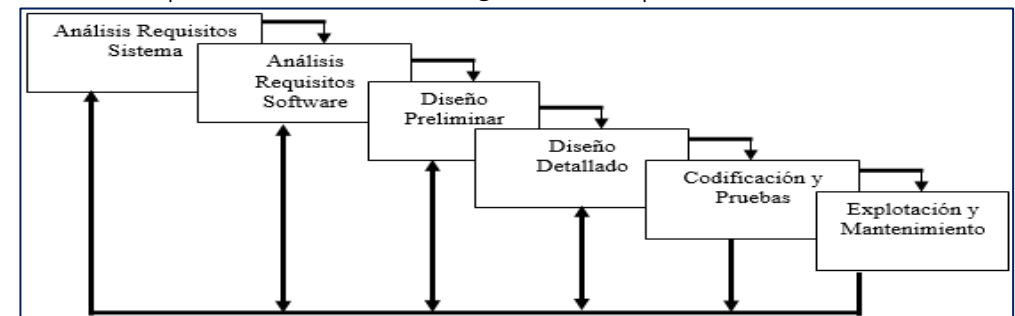 Análisis Requisitos
Sistema
Análisis
Requisitos
Software
Diseño
Preliminar
Diseño
Detallado
Codificación y
Pruebas
Explotación y
Mantenimiento